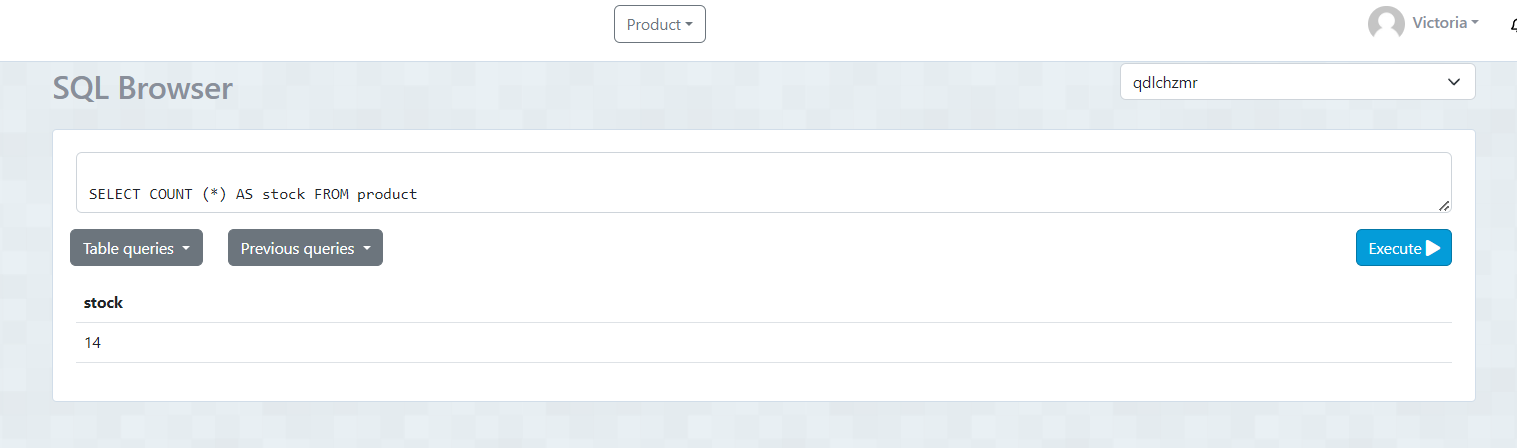 Product
Victoria
SQL Browser
qdlchzmr
SELECT COUNT (*) AS stock FROM product
Table queries
Previous queries
Execute
stock
14